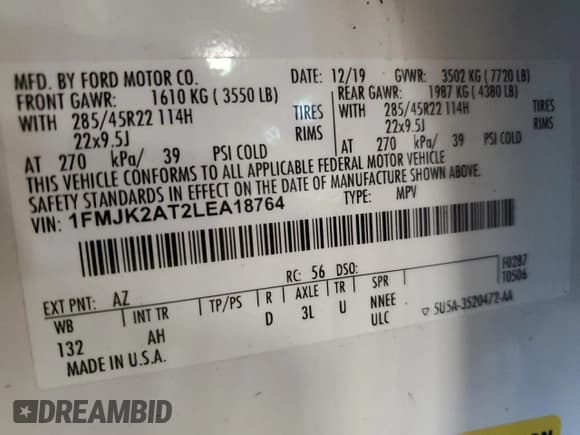 MFD. BY FORD MOTOR CO. DATE: 12/19 GVWR: 3502 KG ( 7720 LB)
FRONT GAWR: 1610 KG ( 3550 LB) REAR GAWR: 1987 KG ( 4380 LB)
WITH 285/45R22 114H TIRES WITH 285/45R22 114H TIRES
22x9.5J RIMS 22x9.5J RIMS
AT 270 kPa/ 39 PSI COLD AT 270 kPa/ 39 PSI COLD
THIS VEHICLE CONFORMS TO ALL APPLICABLE FEDERAL MOTOR VEHICLE
SAFETY STANDARDS IN EFFECT ON THE DATE OF MANUFACTURE SHOWN ABOVE.
VIN: 1FMJK2AT2LEA18764 TYPE: MPV
F0287
T0506
EXT PNT: AZ RC: 56 DSO:
WB INT TR TP/PS R AXLE TR SPR
132 AH D 3L U NNEE
ULC
▽ 5U5A-3520472-AA
MADE IN U.S.A.
DREAMBID